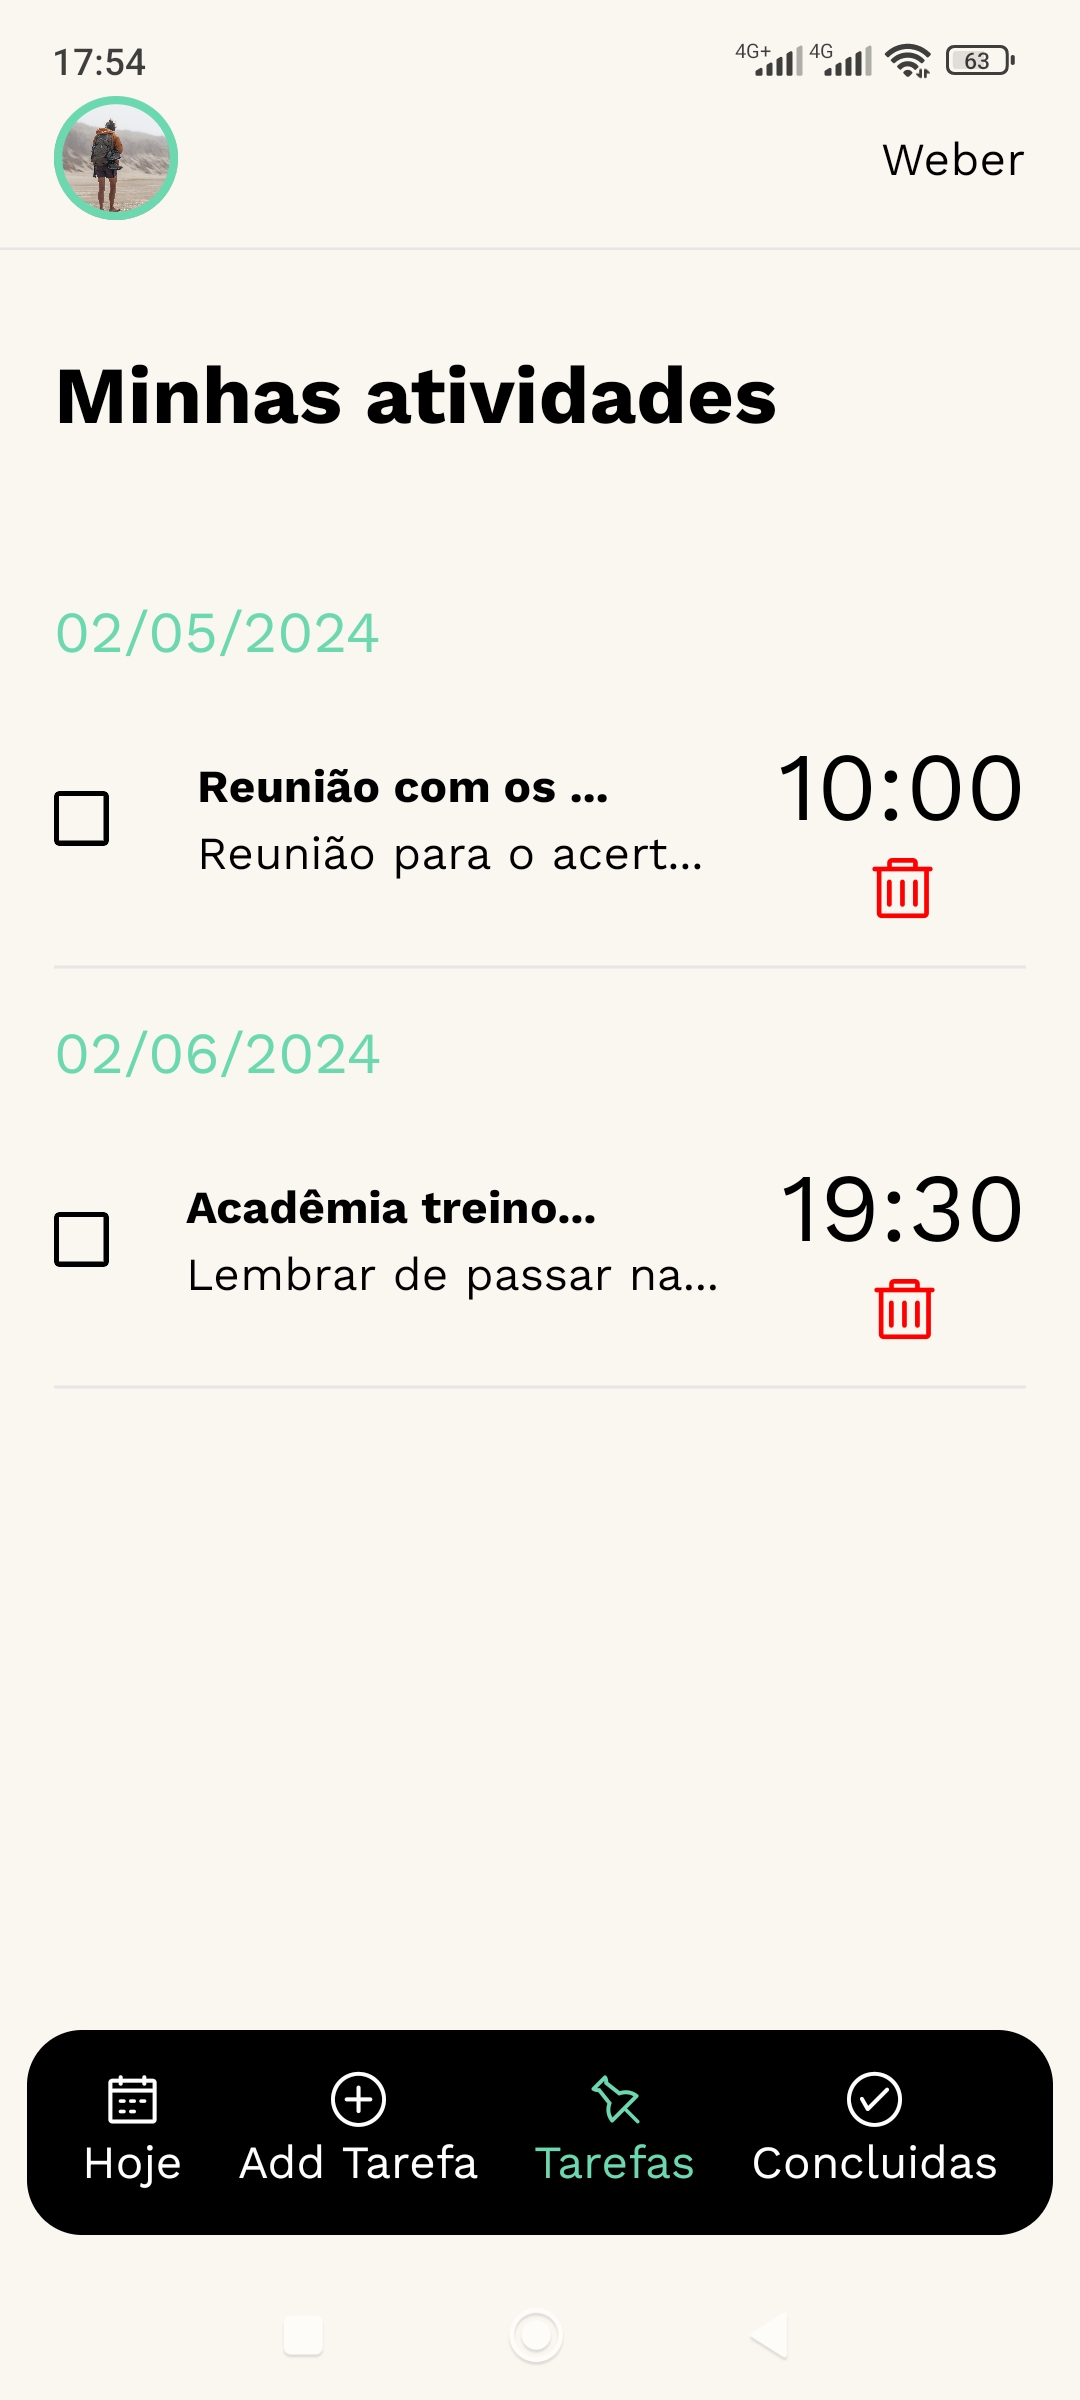 17:54 4G+ 4G 63
Weber
Minhas atividades
02/05/2024
Reunião com os ... 10:00
Reunião para o acert...
02/06/2024
Acadêmia treino... 19:30
Lembrar de passar na...
Hoje Add Tarefa Tarefas Concluidas